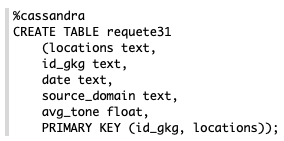 %cassandra
CREATE TABLE requete31
(locations text,
id_gkg text,
date text,
source_domain text,
avg_tone float,
PRIMARY KEY (id_gkg, locations));